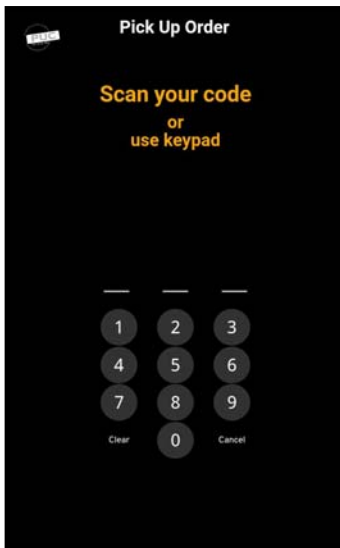 PUC
Pick Up Order
Scan your code
or
use keypad
1 2 3
4 5 6
7 8 9
Clear 0 Cancel